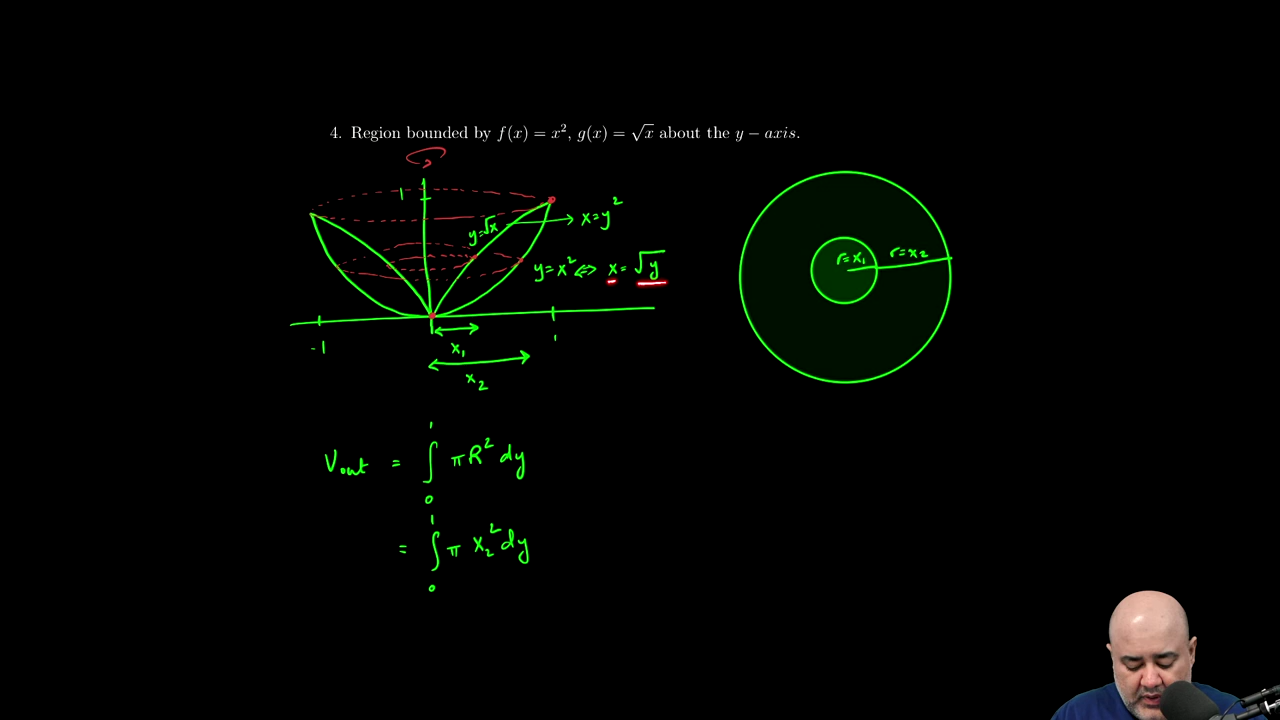 4. Region bounded by f(x) = x², g(x) = √x about the y − axis.
1
y=√x
x=y²
y=x² ⇔ x=√y
r=x₁
r=x₂
-1
1
x₁
x₂
V_out = ∫₀¹ πR² dy
= ∫₀¹ π x₂² dy